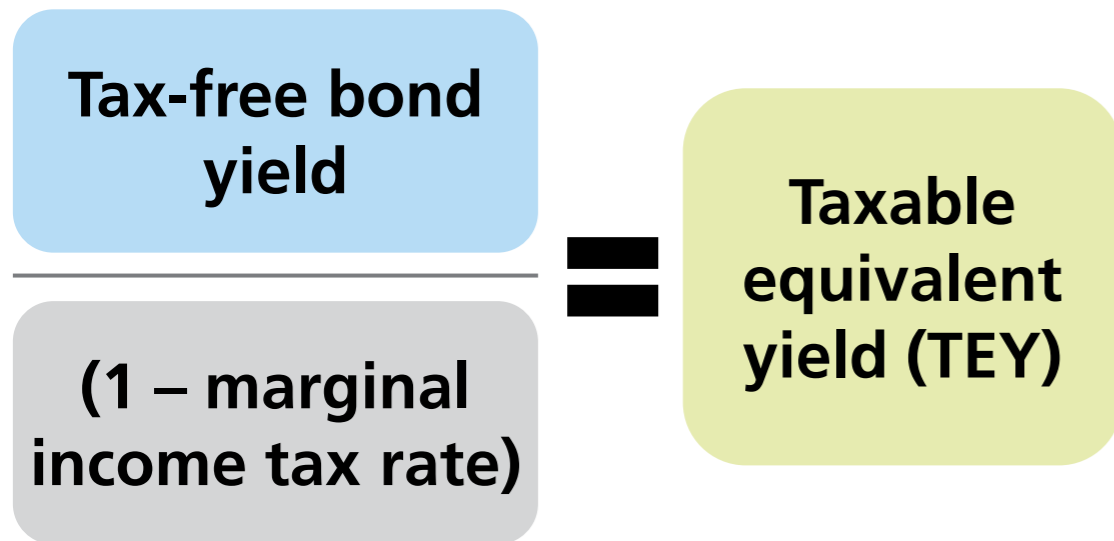 Tax-free bond
yield
(1 – marginal
income tax rate)
=
Taxable
equivalent
yield (TEY)